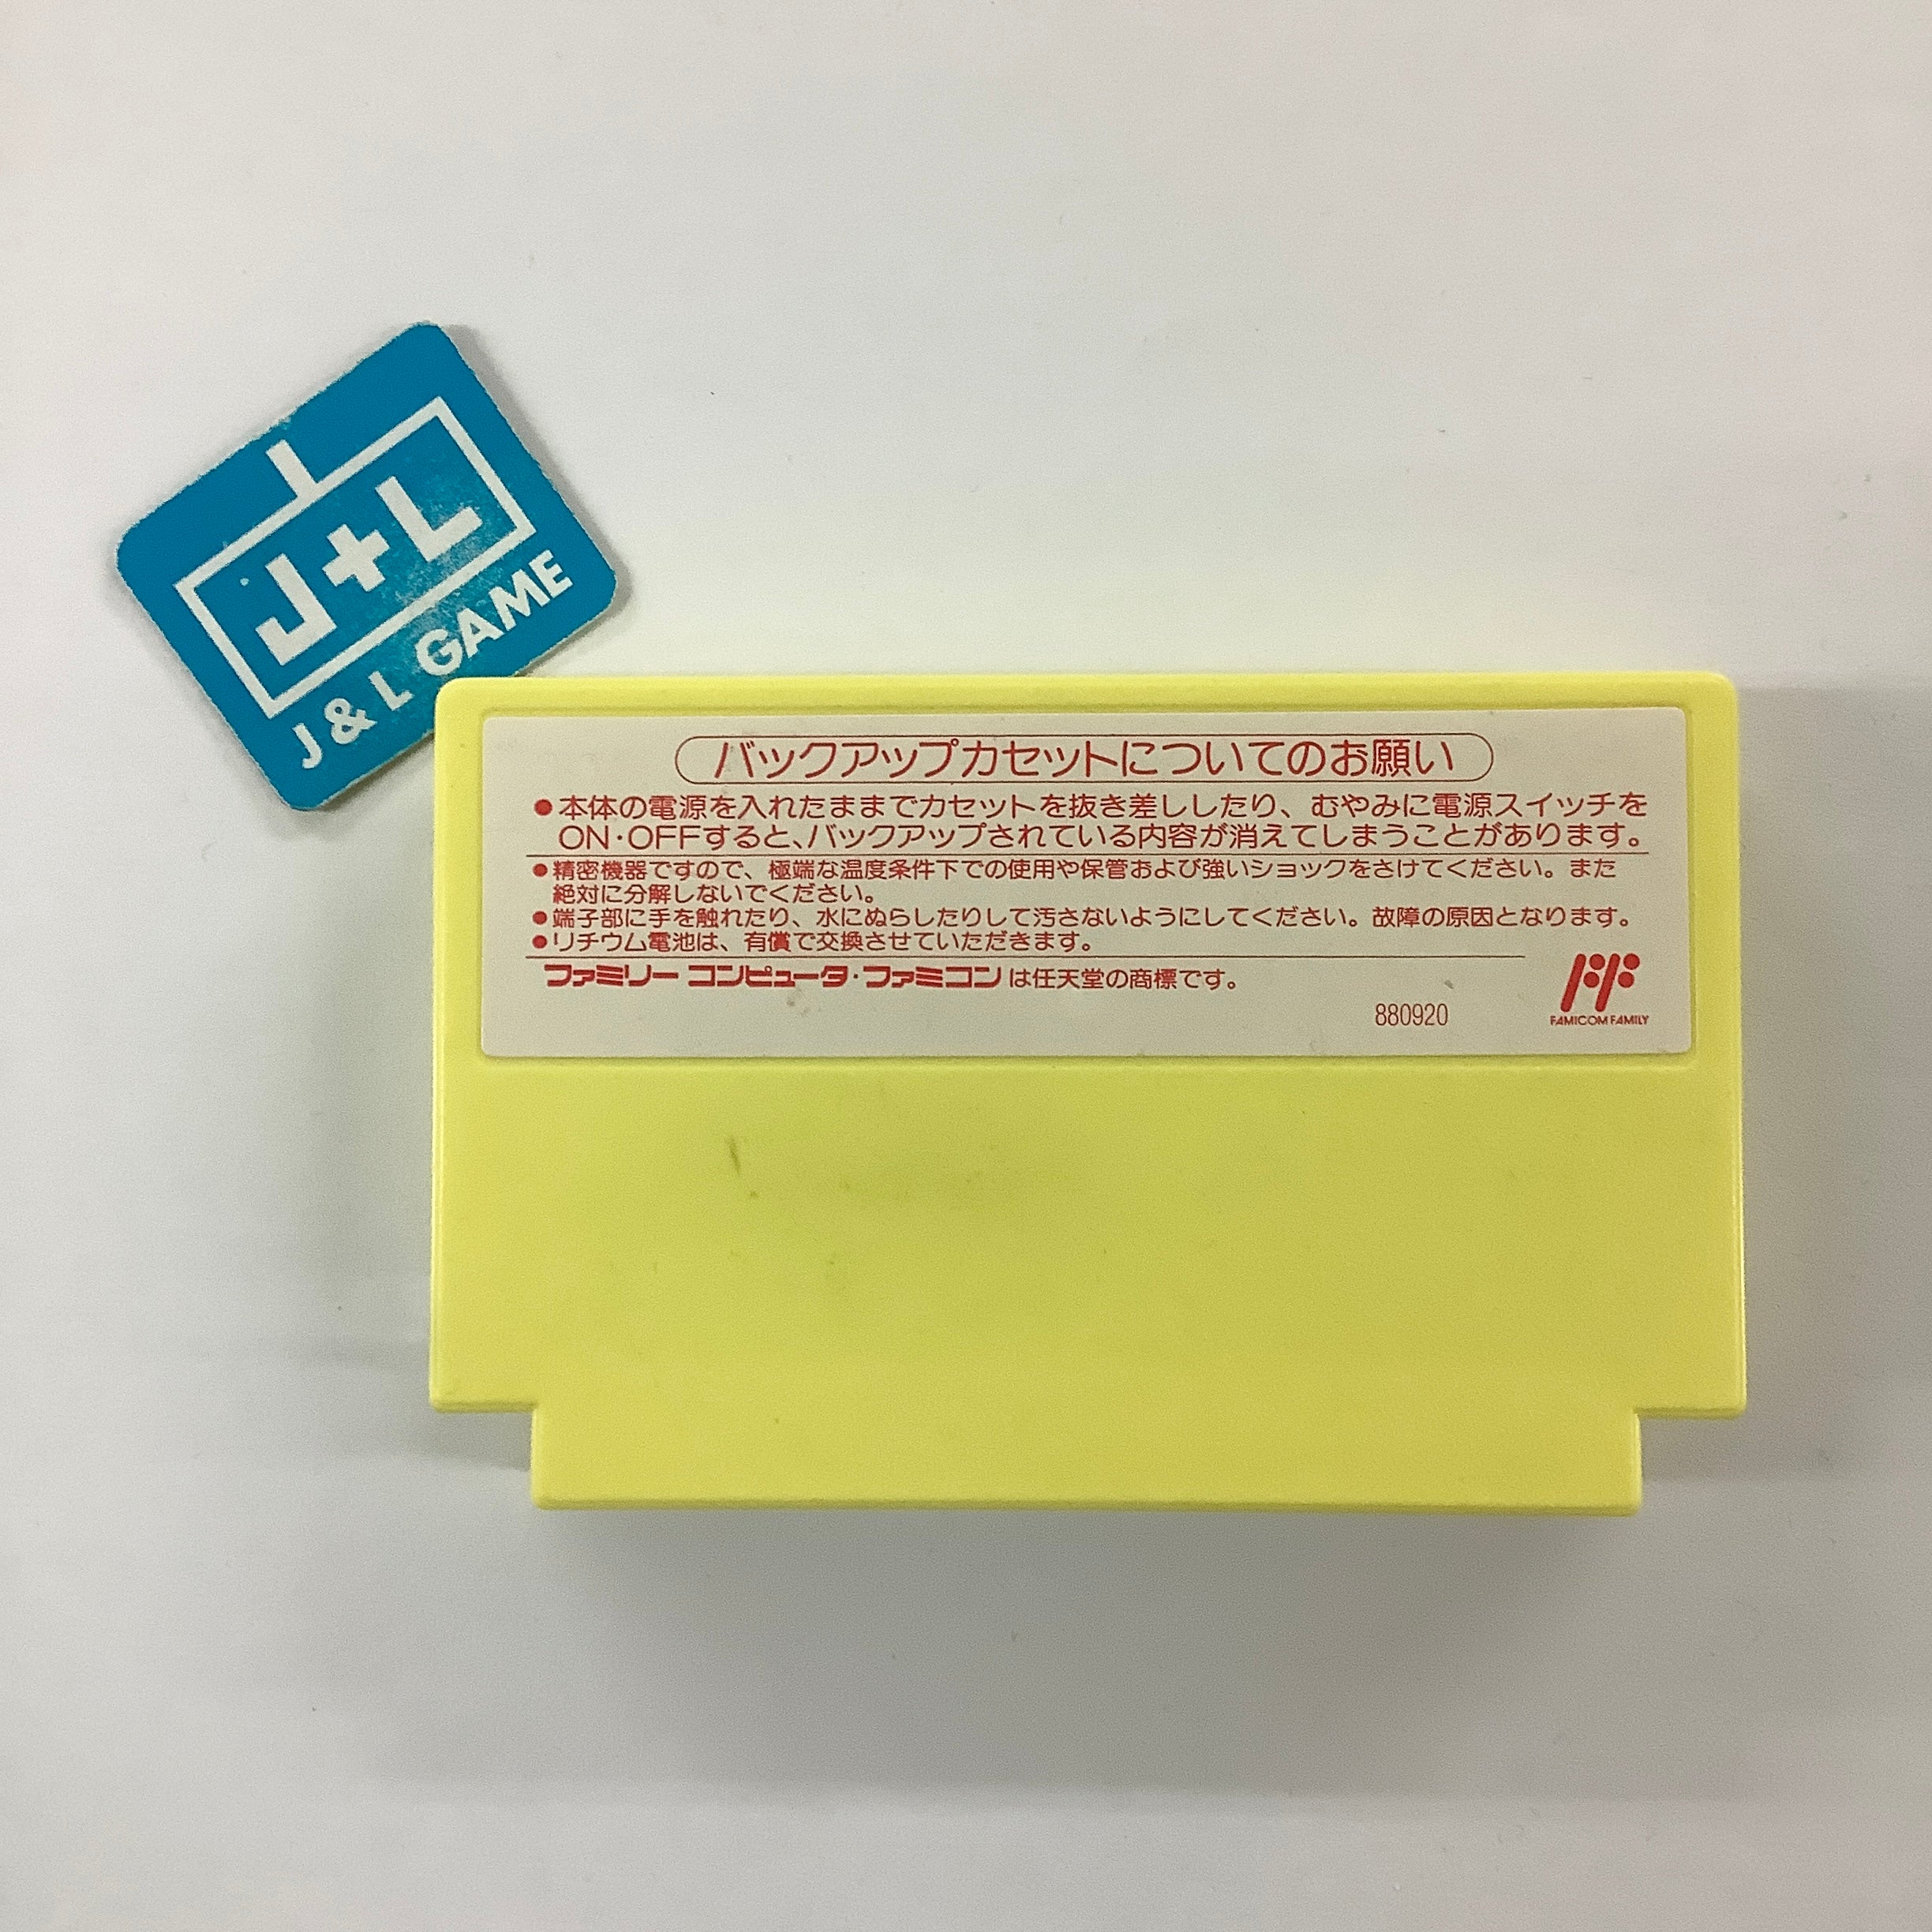 J+L
J & L GAME
バックアップカセットについてのお願い
●本体の電源を入れたままでカセットを抜き差ししたり、むやみに電源スイッチを
ON・OFFすると、バックアップされている内容が消えてしまうことがあります。
●精密機器ですので、極端な温度条件下での使用や保管および強いショックをさけてください。また
絶対に分解しないでください。
●端子部に手を触れたり、水にぬらしたりして汚さないようにしてください。故障の原因となります。
●リチウム電池は、有償で交換させていただきます。
ファミリー コンピュータ・ファミコン は任天堂の商標です。
880920
FAMICOM FAMILY